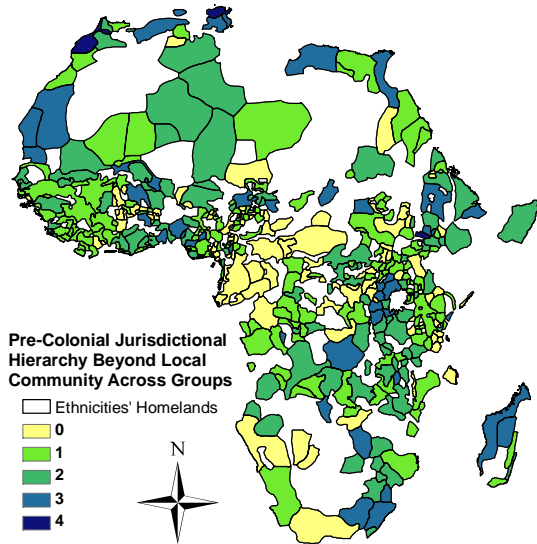 Pre-Colonial Jurisdictional
Hierarchy Beyond Local
Community Across Groups
Ethnicities' Homelands
0
1
2
3
4
N